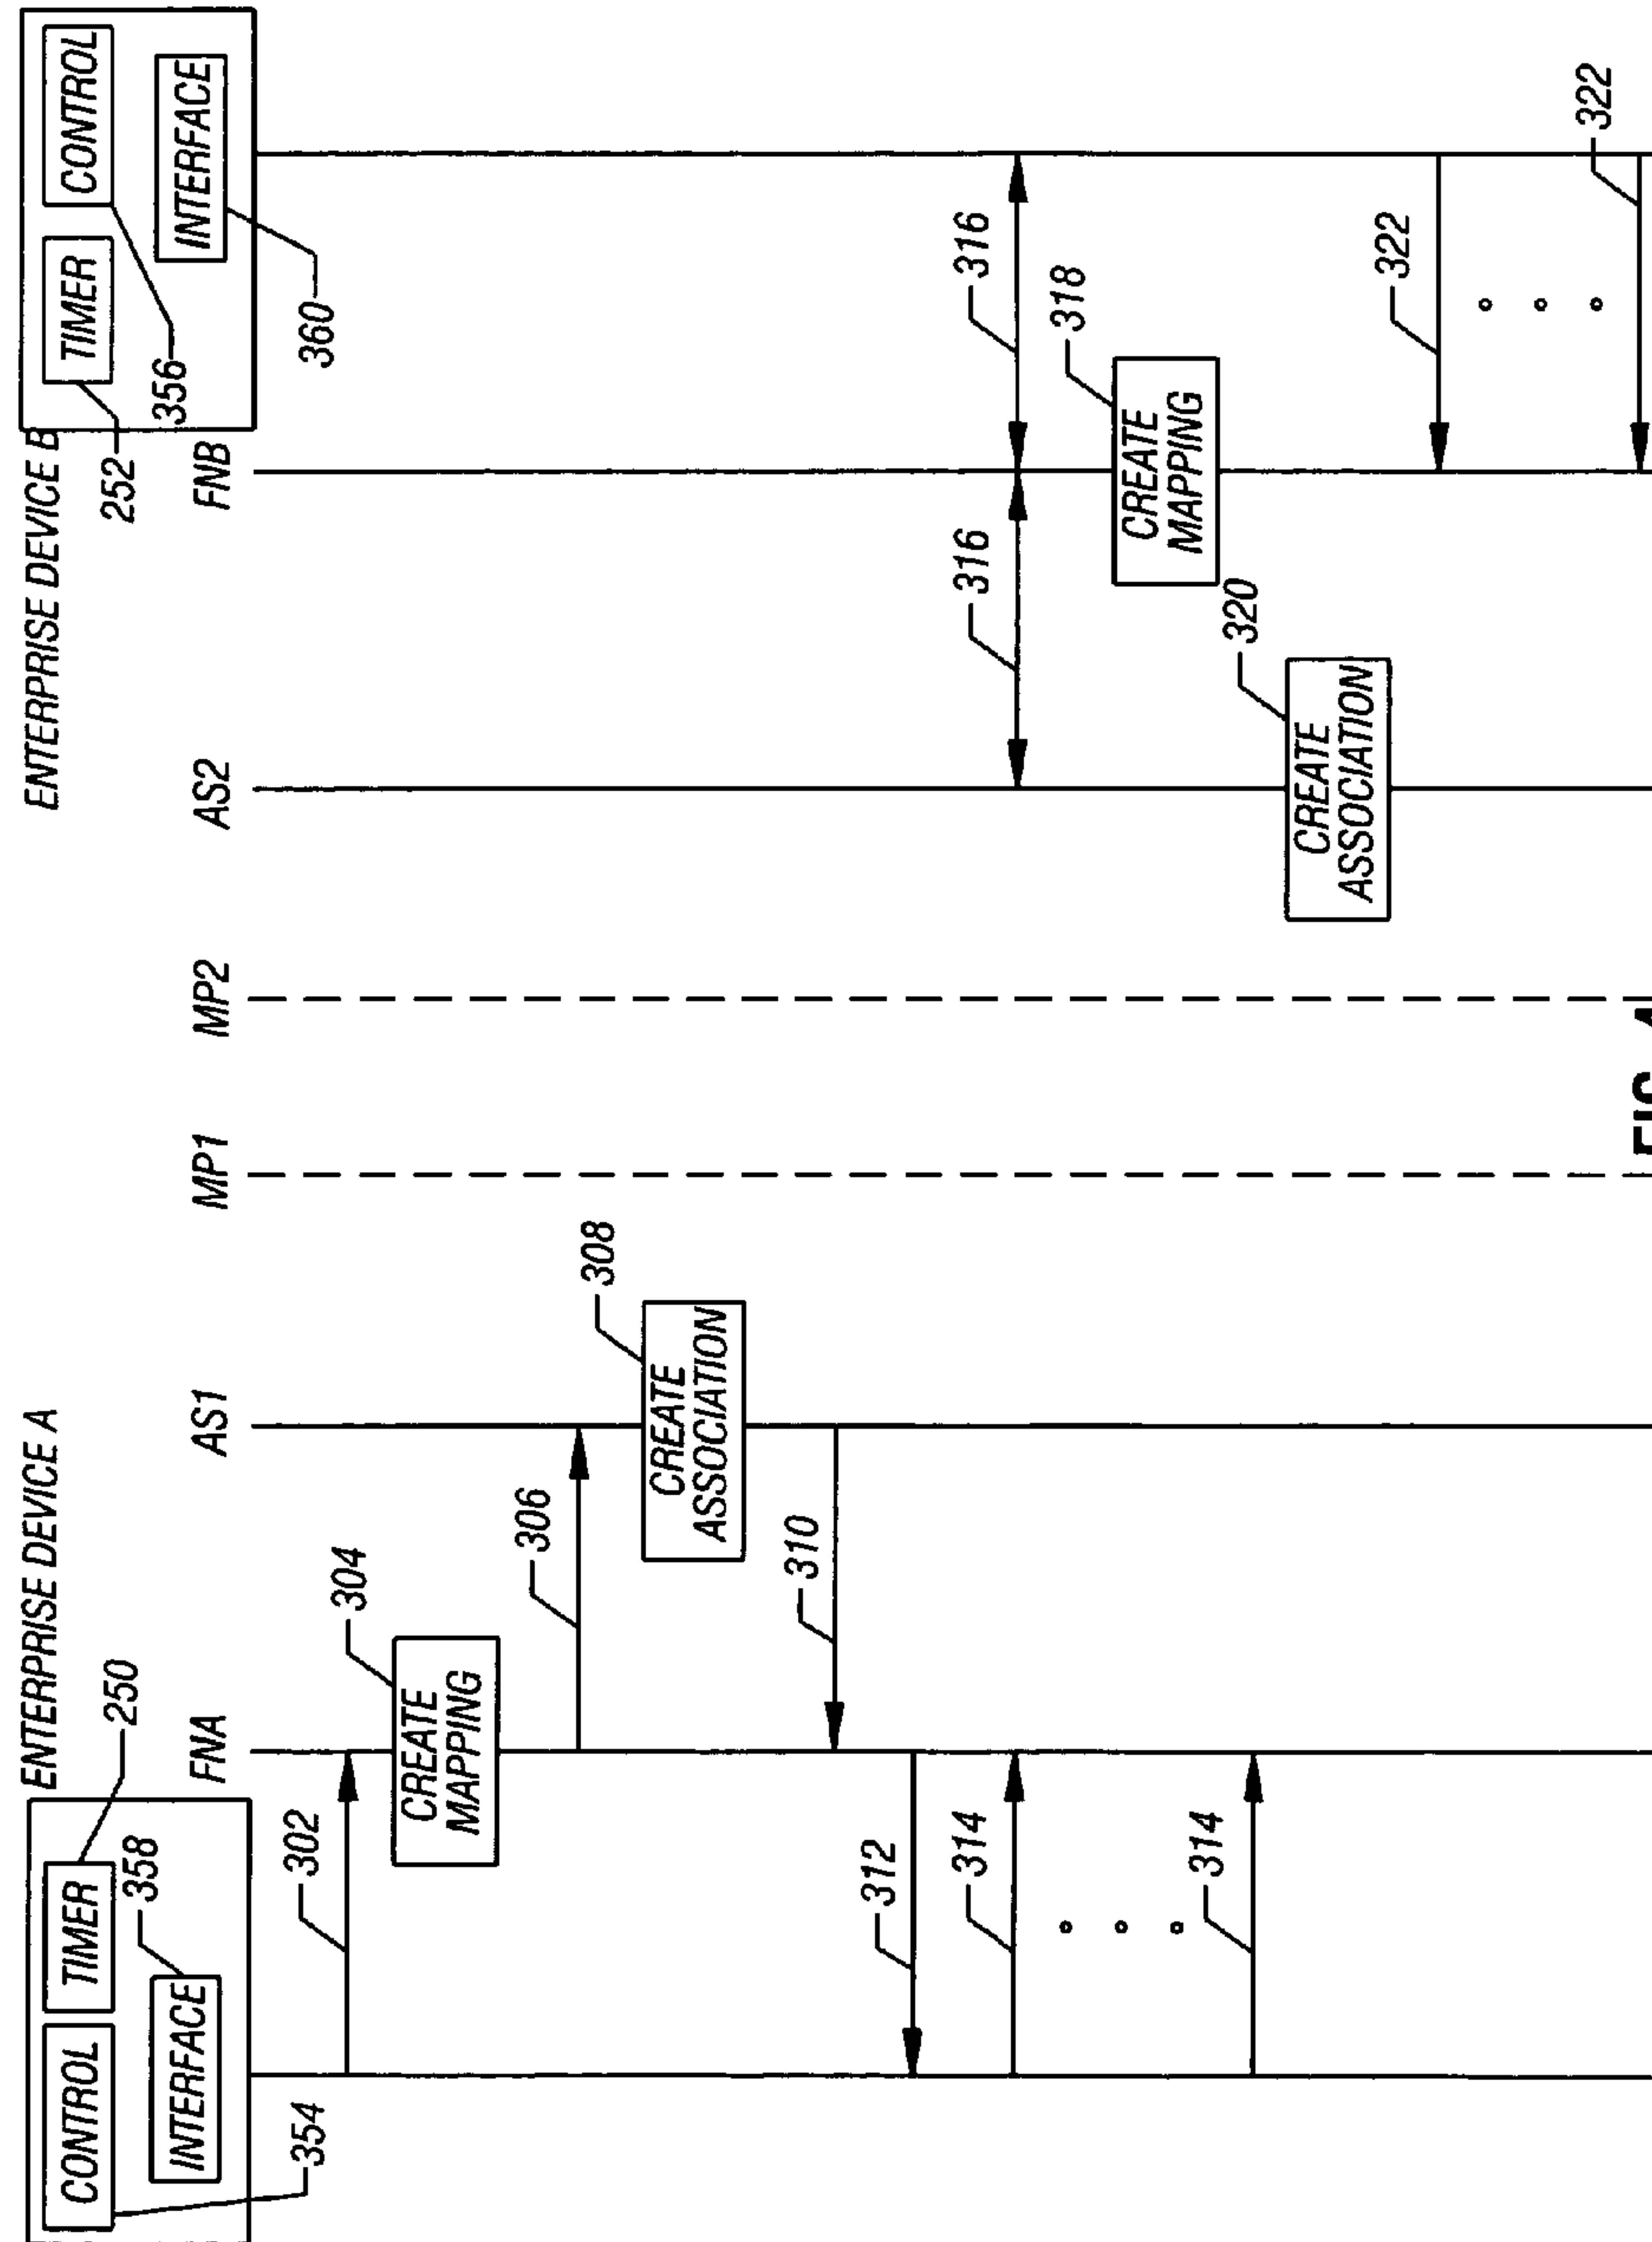 ENTERPRISE DEVICE A
ENTERPRISE DEVICE B
CONTROL
TIMER
INTERFACE
354
250
358
TIMER
CONTROL
INTERFACE
252
356
360
FNA
AS1
MP1
MP2
AS2
FNB
302
304
CREATE
MAPPING
306
308
CREATE
ASSOCIATION
310
312
314
314
316
316
318
CREATE
MAPPING
320
CREATE
ASSOCIATION
322
322